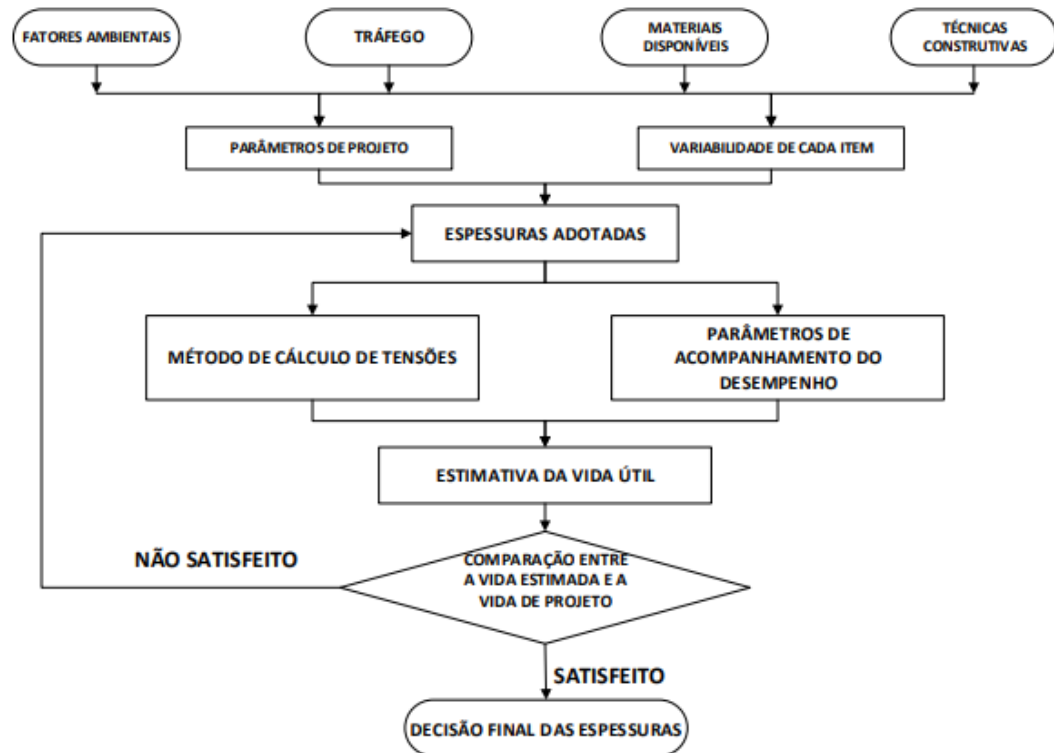 FATORES AMBIENTAIS
TRÁFEGO
MATERIAIS
DISPONÍVEIS
TÉCNICAS
CONSTRUTIVAS
PARÂMETROS DE PROJETO
VARIABILIDADE DE CADA ITEM
ESPESSURAS ADOTADAS
MÉTODO DE CÁLCULO DE TENSÕES
PARÂMETROS DE
ACOMPANHAMENTO DO
DESEMPENHO
ESTIMATIVA DA VIDA ÚTIL
NÃO SATISFEITO
COMPARAÇÃO ENTRE
A VIDA ESTIMADA E A
VIDA DE PROJETO
SATISFEITO
DECISÃO FINAL DAS ESPESSURAS